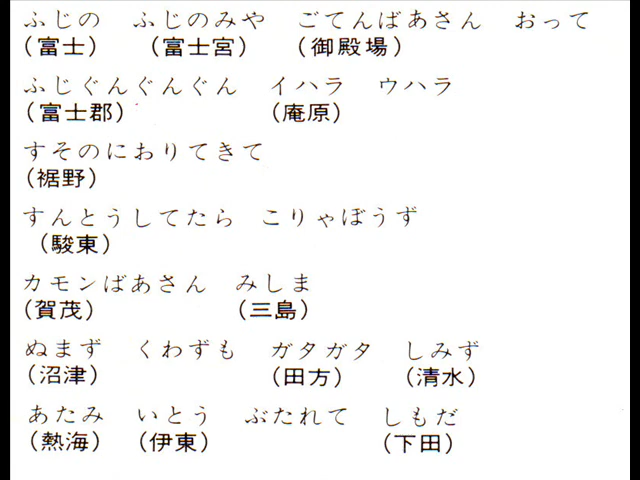 ふじの　ふじのみや　ごてんばあさん　おって
（富士）　（富士宮）　（御殿場）
ふじぐんぐんぐん　イハラ　ウハラ
（富士郡）　（庵原）
すそのにおりてきて
（裾野）
すんとうしてたら　こりゃぼうず
（駿東）
カモンばあさん　みしま
（賀茂）　（三島）
ぬまず　くわずも　ガタガタ　しみず
（沼津）　（田方）　（清水）
あたみ　いとう　ぶたれて　しもだ
（熱海）　（伊東）　（下田）